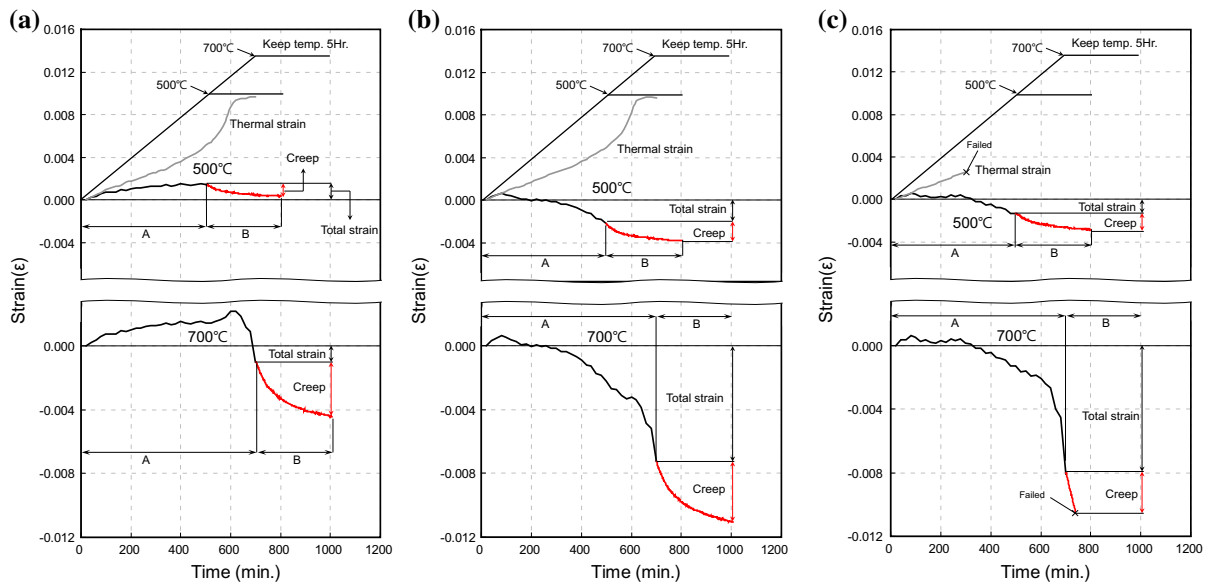 (a)
Strain(ε)
0.016
0.012
0.008
0.004
0.000
-0.004
700℃
Keep temp. 5Hr.
500℃
Thermal strain
500℃
Creep
Total strain
A
B
0.000
-0.004
-0.008
-0.012
700℃
Total strain
Creep
A
B
0 200 400 600 800 1000 1200
Time (min.)
(b)
Strain(ε)
0.016
0.012
0.008
0.004
0.000
-0.004
700℃
Keep temp. 5Hr.
500℃
Thermal strain
500℃
Total strain
Creep
A
B
A
B
700℃
0.000
-0.004
-0.008
-0.012
Total strain
Creep
0 200 400 600 800 1000 1200
Time (min.)
(c)
Strain(ε)
0.016
0.012
0.008
0.004
0.000
-0.004
700℃
Keep temp. 5Hr.
500℃
Failed
Thermal strain
Total strain
500℃
Creep
A
B
A
B
700℃
0.000
-0.004
-0.008
-0.012
Total strain
Creep
Failed
0 200 400 600 800 1000 1200
Time (min.)